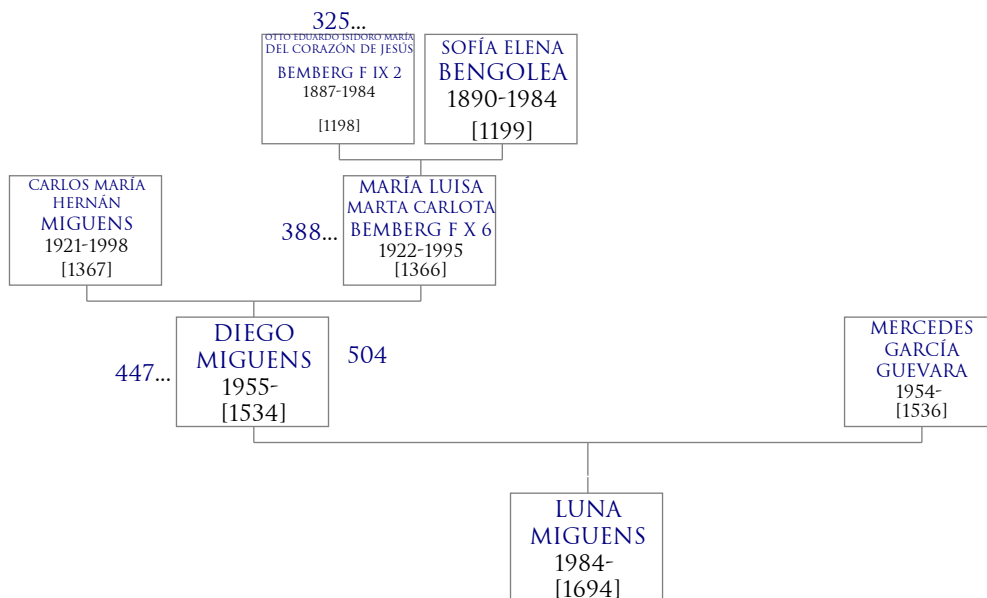 325...
OTTO EDUARDO ISIDORO MARÍA
DEL CORAZÓN DE JESÚS
BEMBERG F IX 2
1887-1984
[1198]
SOFÍA ELENA
BENGOLEA
1890-1984
[1199]
CARLOS MARÍA
HERNÁN
MIGUENS
1921-1998
[1367]
388...
MARÍA LUISA
MARTA CARLOTA
BEMBERG F X 6
1922-1995
[1366]
447...
DIEGO
MIGUENS
1955-
[1534]
504
MERCEDES
GARCÍA
GUEVARA
1954-
[1536]
LUNA
MIGUENS
1984-
[1694]